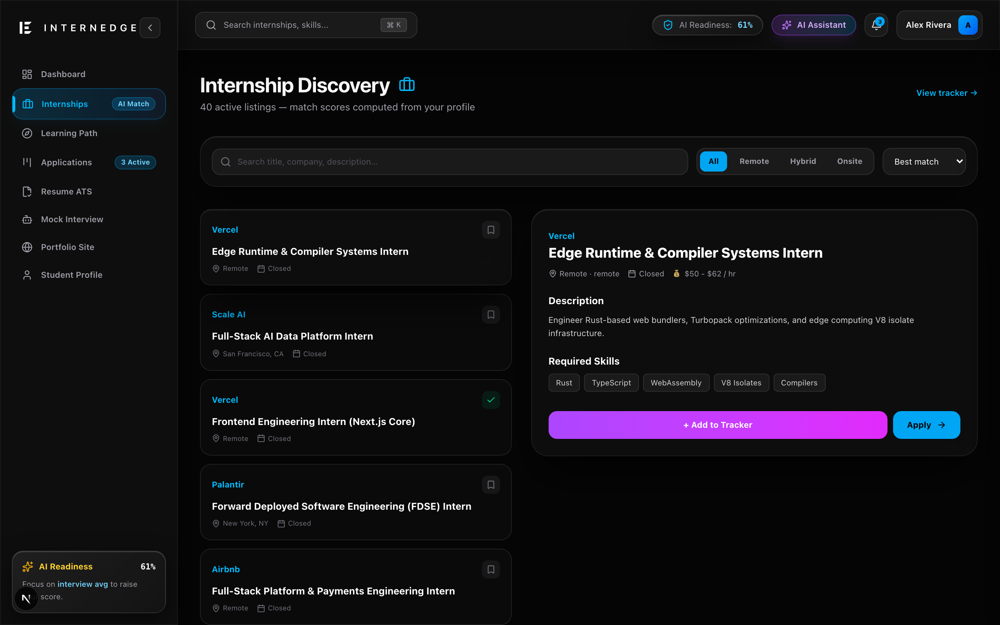 INTERNEDGE
Search internships, skills...
⌘ K
AI Readiness: 61%
AI Assistant
3
Alex Rivera
A
Dashboard
Internships
AI Match
Learning Path
Applications
3 Active
Resume ATS
Mock Interview
Portfolio Site
Student Profile
AI Readiness
61%
Focus on interview avg to raise
score.
N
Internship Discovery
40 active listings — match scores computed from your profile
View tracker →
Search title, company, description...
All
Remote
Hybrid
Onsite
Best match
Vercel
Edge Runtime & Compiler Systems Intern
Remote
Closed
Scale AI
Full-Stack AI Data Platform Intern
San Francisco, CA
Closed
Vercel
Frontend Engineering Intern (Next.js Core)
Remote
Closed
Palantir
Forward Deployed Software Engineering (FDSE) Intern
New York, NY
Closed
Airbnb
Full-Stack Platform & Payments Engineering Intern
Remote
Closed
Vercel
Edge Runtime & Compiler Systems Intern
Remote · remote
Closed
$50 - $62 / hr
Description
Engineer Rust-based web bundlers, Turbopack optimizations, and edge computing V8 isolate
infrastructure.
Required Skills
Rust
TypeScript
WebAssembly
V8 Isolates
Compilers
+ Add to Tracker
Apply →